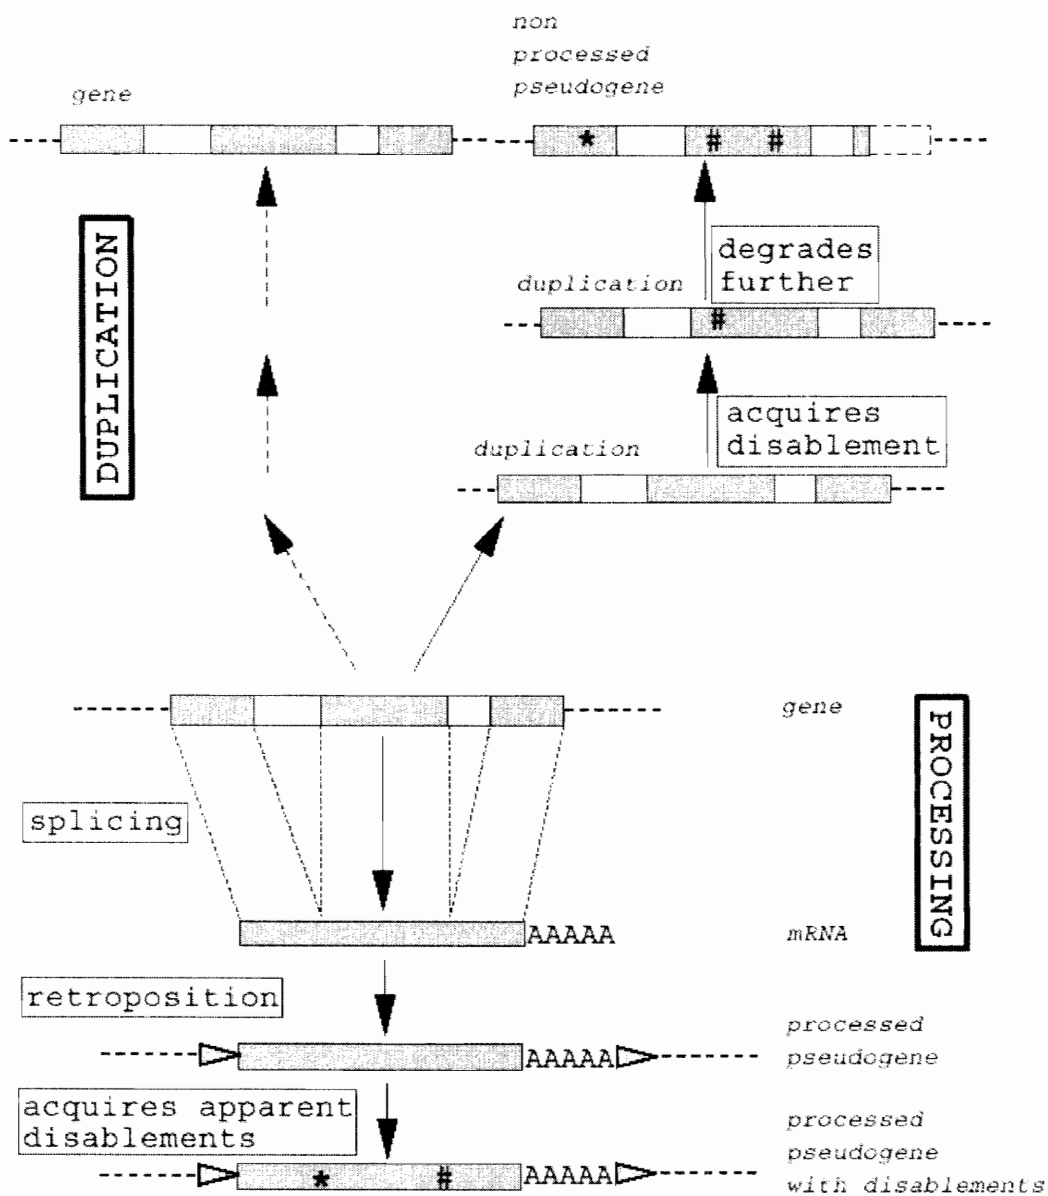 non
processed
pseudogene
gene
* # #
DUPLICATION
degrades
further
duplication
#
acquires
disablement
duplication
gene
PROCESSING
splicing
AAAAA
mRNA
retroposition
processed
AAAAA
pseudogene
acquires apparent
disablements
processed
pseudogene
* # AAAAA
with disablements